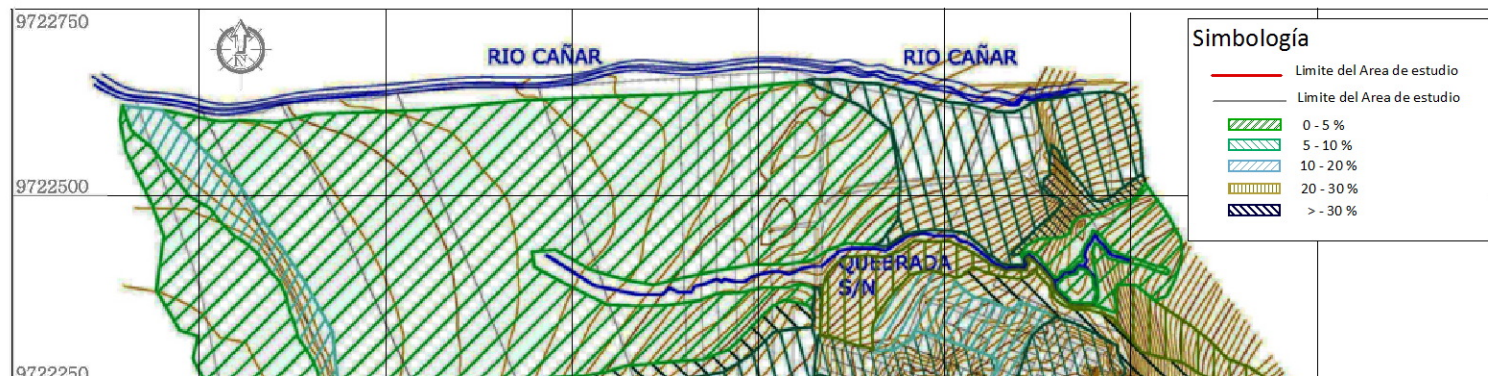 9722750
N
RIO CAÑAR
RIO CAÑAR
Simbología
Limite del Area de estudio
Limite del Area de estudio
0 - 5 %
5 - 10 %
10 - 20 %
20 - 30 %
> - 30 %
9722500
QUEBRADA
S/N
9722250